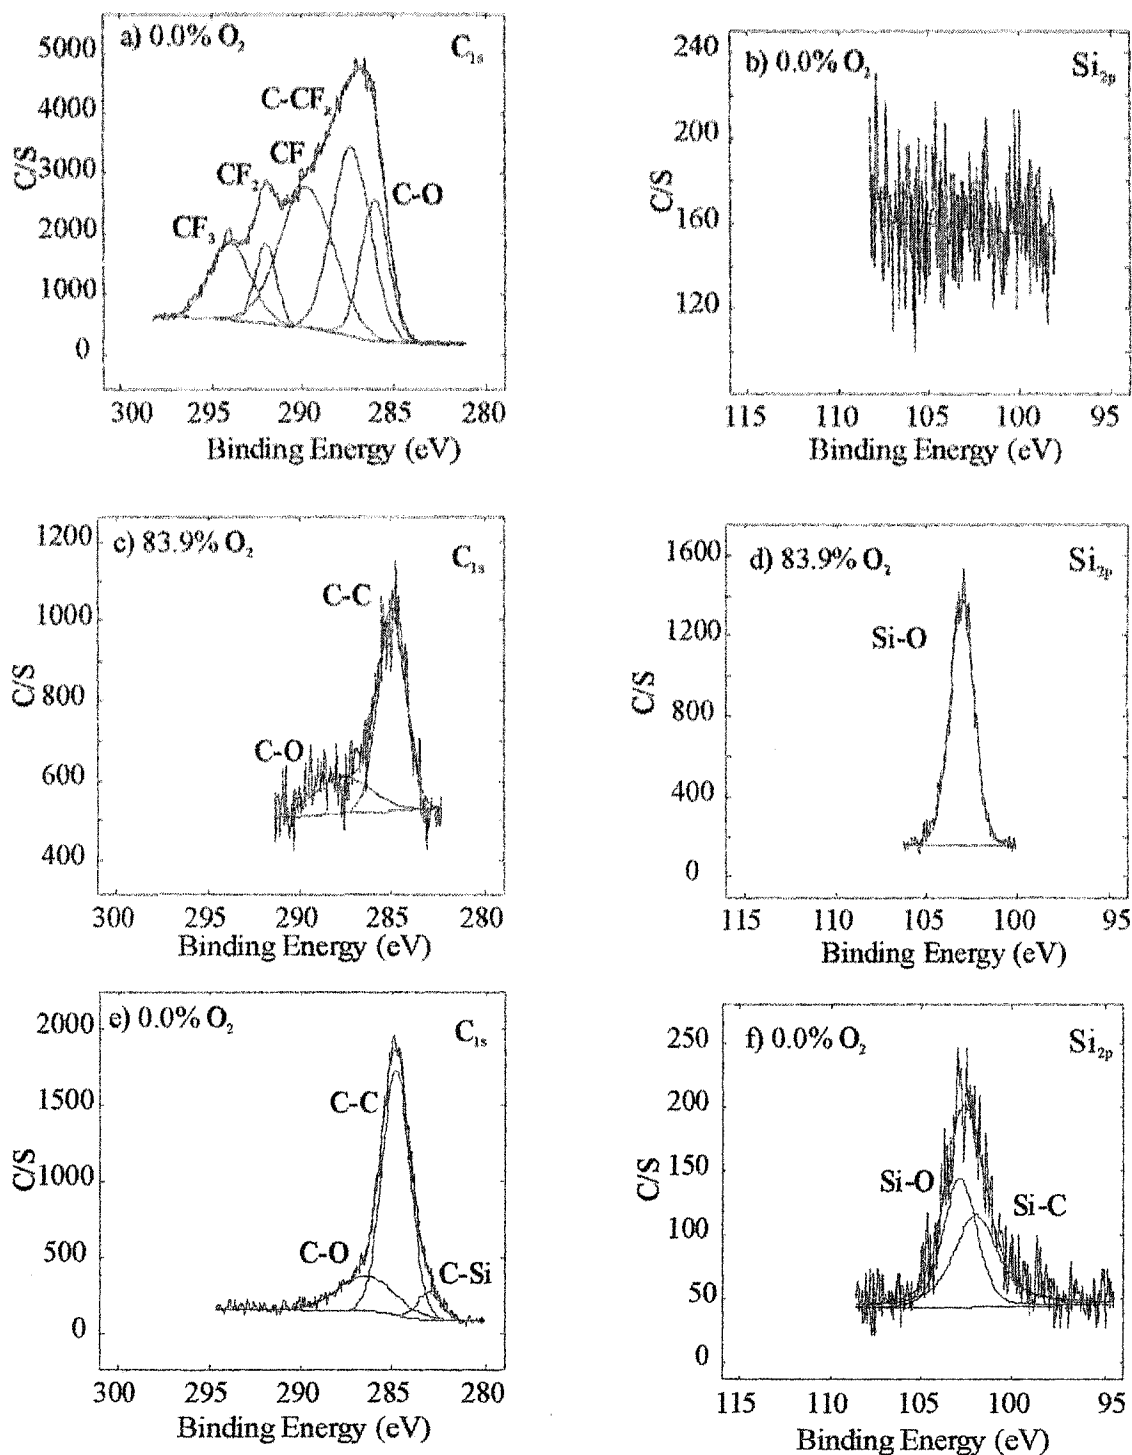 a) 0.0% O₂
C₁ₛ
5000
4000
3000
2000
1000
0
C/S
C-CF₂
CF
CF₂
CF₃
C-O
300 295 290 285 280
Binding Energy (eV)
b) 0.0% O₂
Si₂ₚ
240
200
160
120
C/S
115 110 105 100 95
Binding Energy (eV)
c) 83.9% O₂
C₁ₛ
1200
1000
800
600
400
C/S
C-C
C-O
300 295 290 285 280
Binding Energy (eV)
d) 83.9% O₂
Si₂ₚ
1600
1200
800
400
0
C/S
Si-O
115 110 105 100 95
Binding Energy (eV)
e) 0.0% O₂
C₁ₛ
2000
1500
1000
500
0
C/S
C-C
C-O
C-Si
300 295 290 285 280
Binding Energy (eV)
f) 0.0% O₂
Si₂ₚ
250
200
150
100
50
0
C/S
Si-O
Si-C
115 110 105 100 95
Binding Energy (eV)